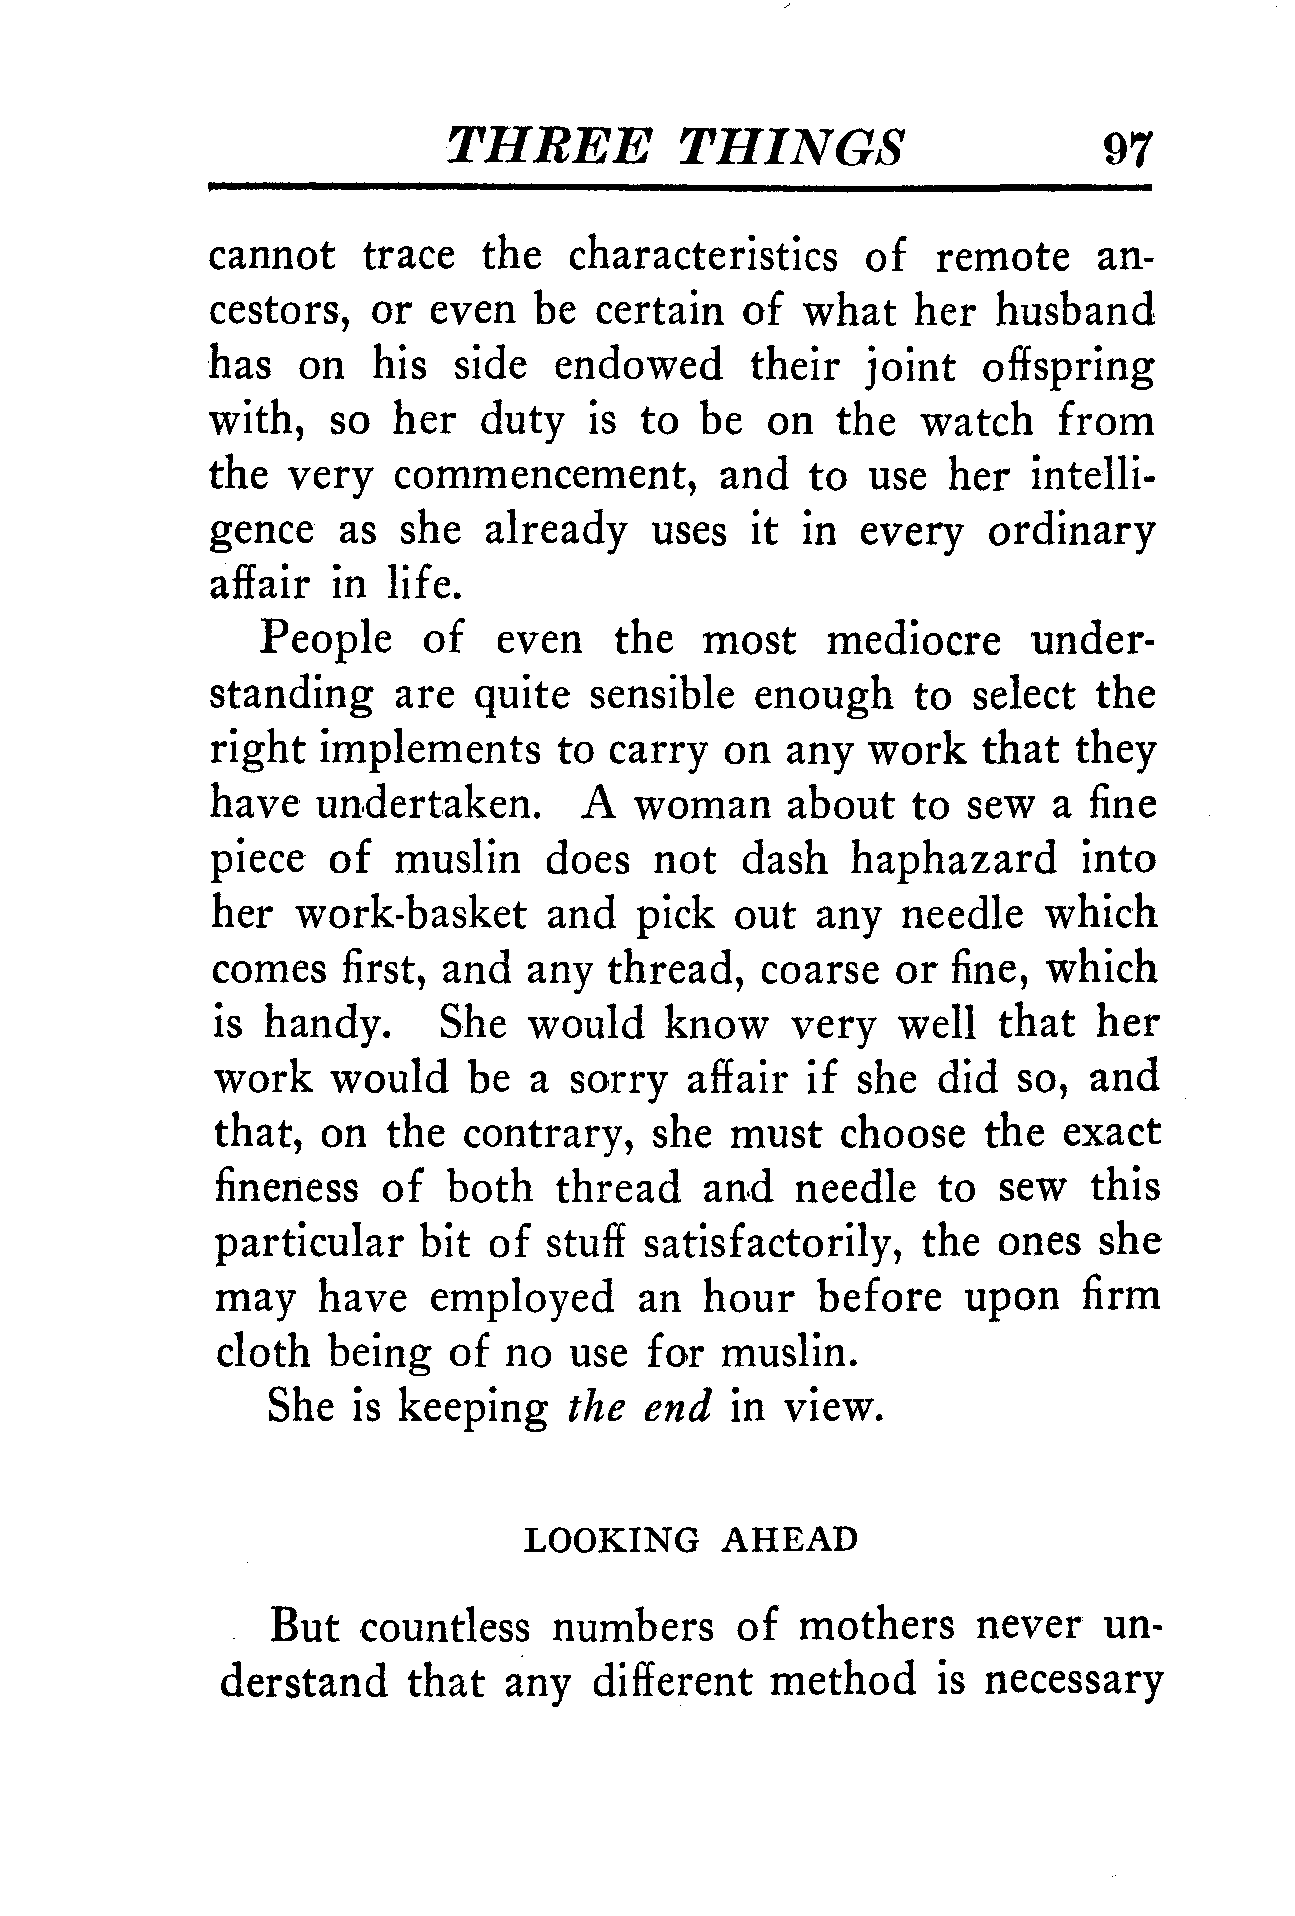 THREE THINGS 97
cannot trace the characteristics of remote an-
cestors, or even be certain of what her husband
has on his side endowed their joint offspring
with, so her duty is to be on the watch from
the very commencement, and to use her intelli-
gence as she already uses it in every ordinary
affair in life.
People of even the most mediocre under-
standing are quite sensible enough to select the
right implements to carry on any work that they
have undertaken. A woman about to sew a fine
piece of muslin does not dash haphazard into
her work-basket and pick out any needle which
comes first, and any thread, coarse or fine, which
is handy. She would know very well that her
work would be a sorry affair if she did so, and
that, on the contrary, she must choose the exact
fineness of both thread and needle to sew this
particular bit of stuff satisfactorily, the ones she
may have employed an hour before upon firm
cloth being of no use for muslin.
She is keeping the end in view.
LOOKING AHEAD
But countless numbers of mothers never un-
derstand that any different method is necessary